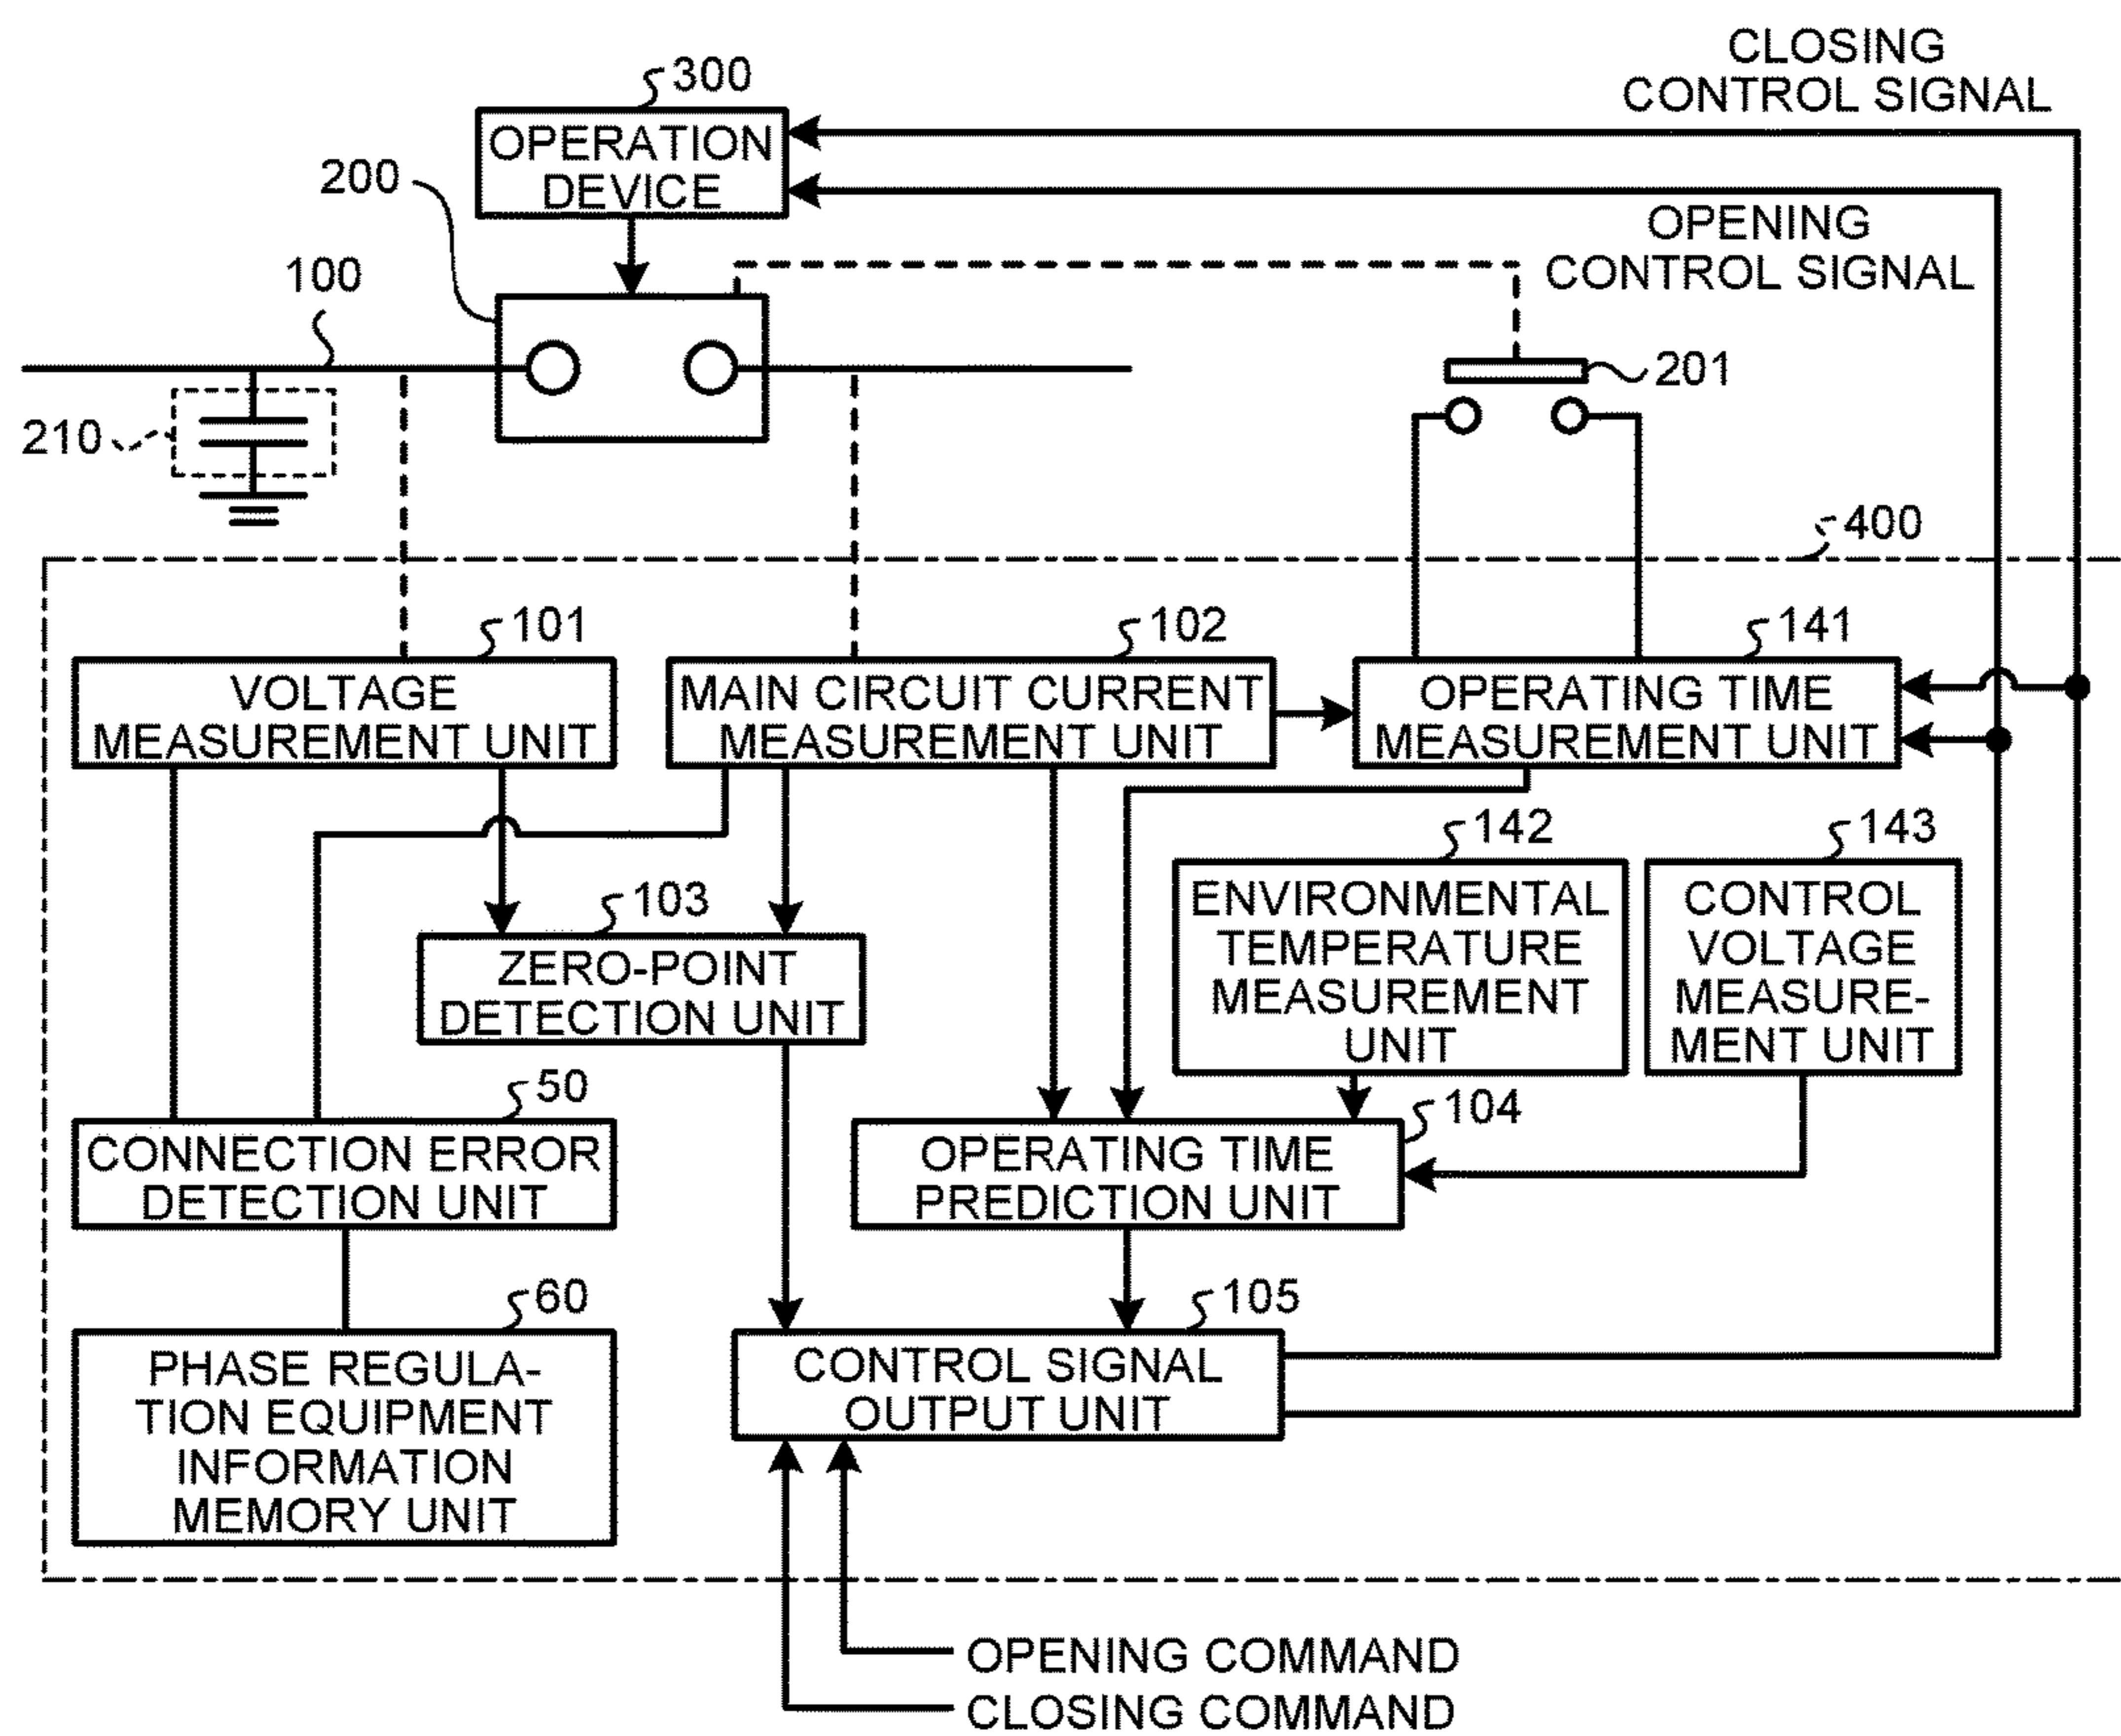 CLOSING
CONTROL SIGNAL
300
OPERATION
DEVICE
200
OPENING
CONTROL SIGNAL
100
201
210
400
101
VOLTAGE
MEASUREMENT UNIT
102
MAIN CIRCUIT CURRENT
MEASUREMENT UNIT
141
OPERATING TIME
MEASUREMENT UNIT
142
ENVIRONMENTAL
TEMPERATURE
MEASUREMENT
UNIT
143
CONTROL
VOLTAGE
MEASURE-
MENT UNIT
103
ZERO-POINT
DETECTION UNIT
50
CONNECTION ERROR
DETECTION UNIT
104
OPERATING TIME
PREDICTION UNIT
60
PHASE REGULA-
TION EQUIPMENT
INFORMATION
MEMORY UNIT
105
CONTROL SIGNAL
OUTPUT UNIT
OPENING COMMAND
CLOSING COMMAND